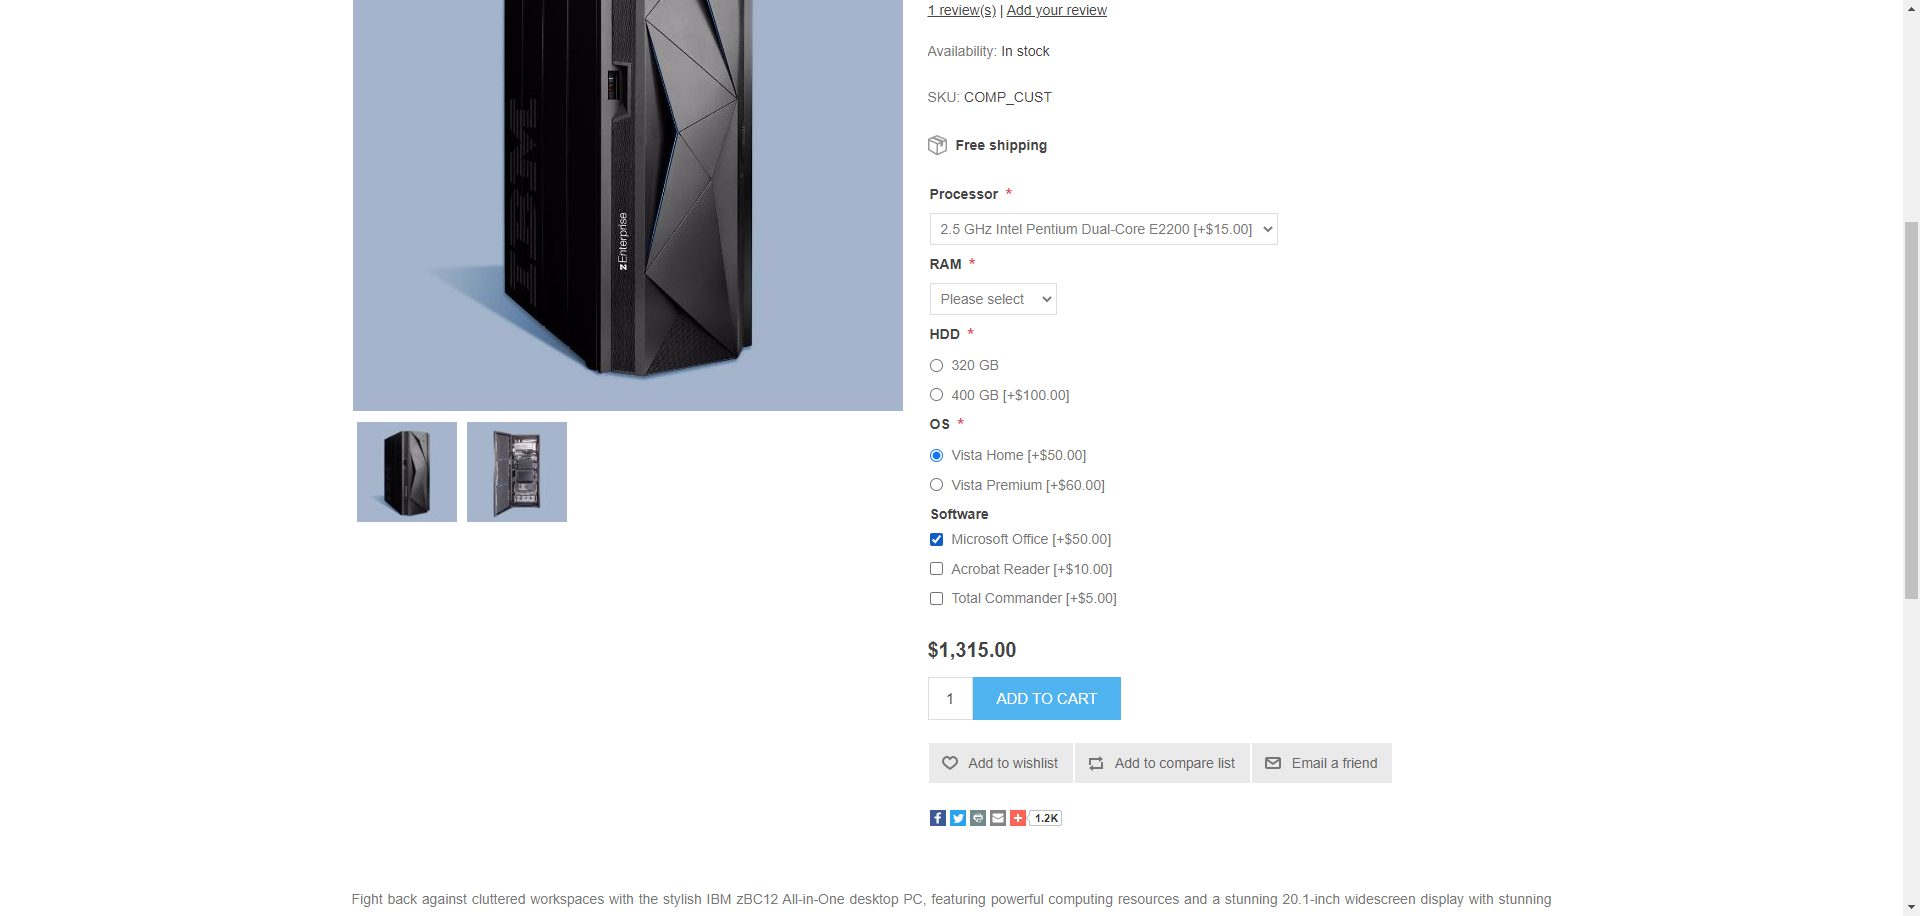 1 review(s) | Add your review
Availability: In stock
SKU: COMP_CUST
Free shipping
IBM
zEnterprise
Processor *
2.5 GHz Intel Pentium Dual-Core E2200 [+$15.00]
RAM *
Please select
HDD *
320 GB
400 GB [+$100.00]
OS *
Vista Home [+$50.00]
Vista Premium [+$60.00]
Software
Microsoft Office [+$50.00]
Acrobat Reader [+$10.00]
Total Commander [+$5.00]
$1,315.00
1 ADD TO CART
Add to wishlist Add to compare list Email a friend
1.2K
Fight back against cluttered workspaces with the stylish IBM zBC12 All-in-One desktop PC, featuring powerful computing resources and a stunning 20.1-inch widescreen display with stunning